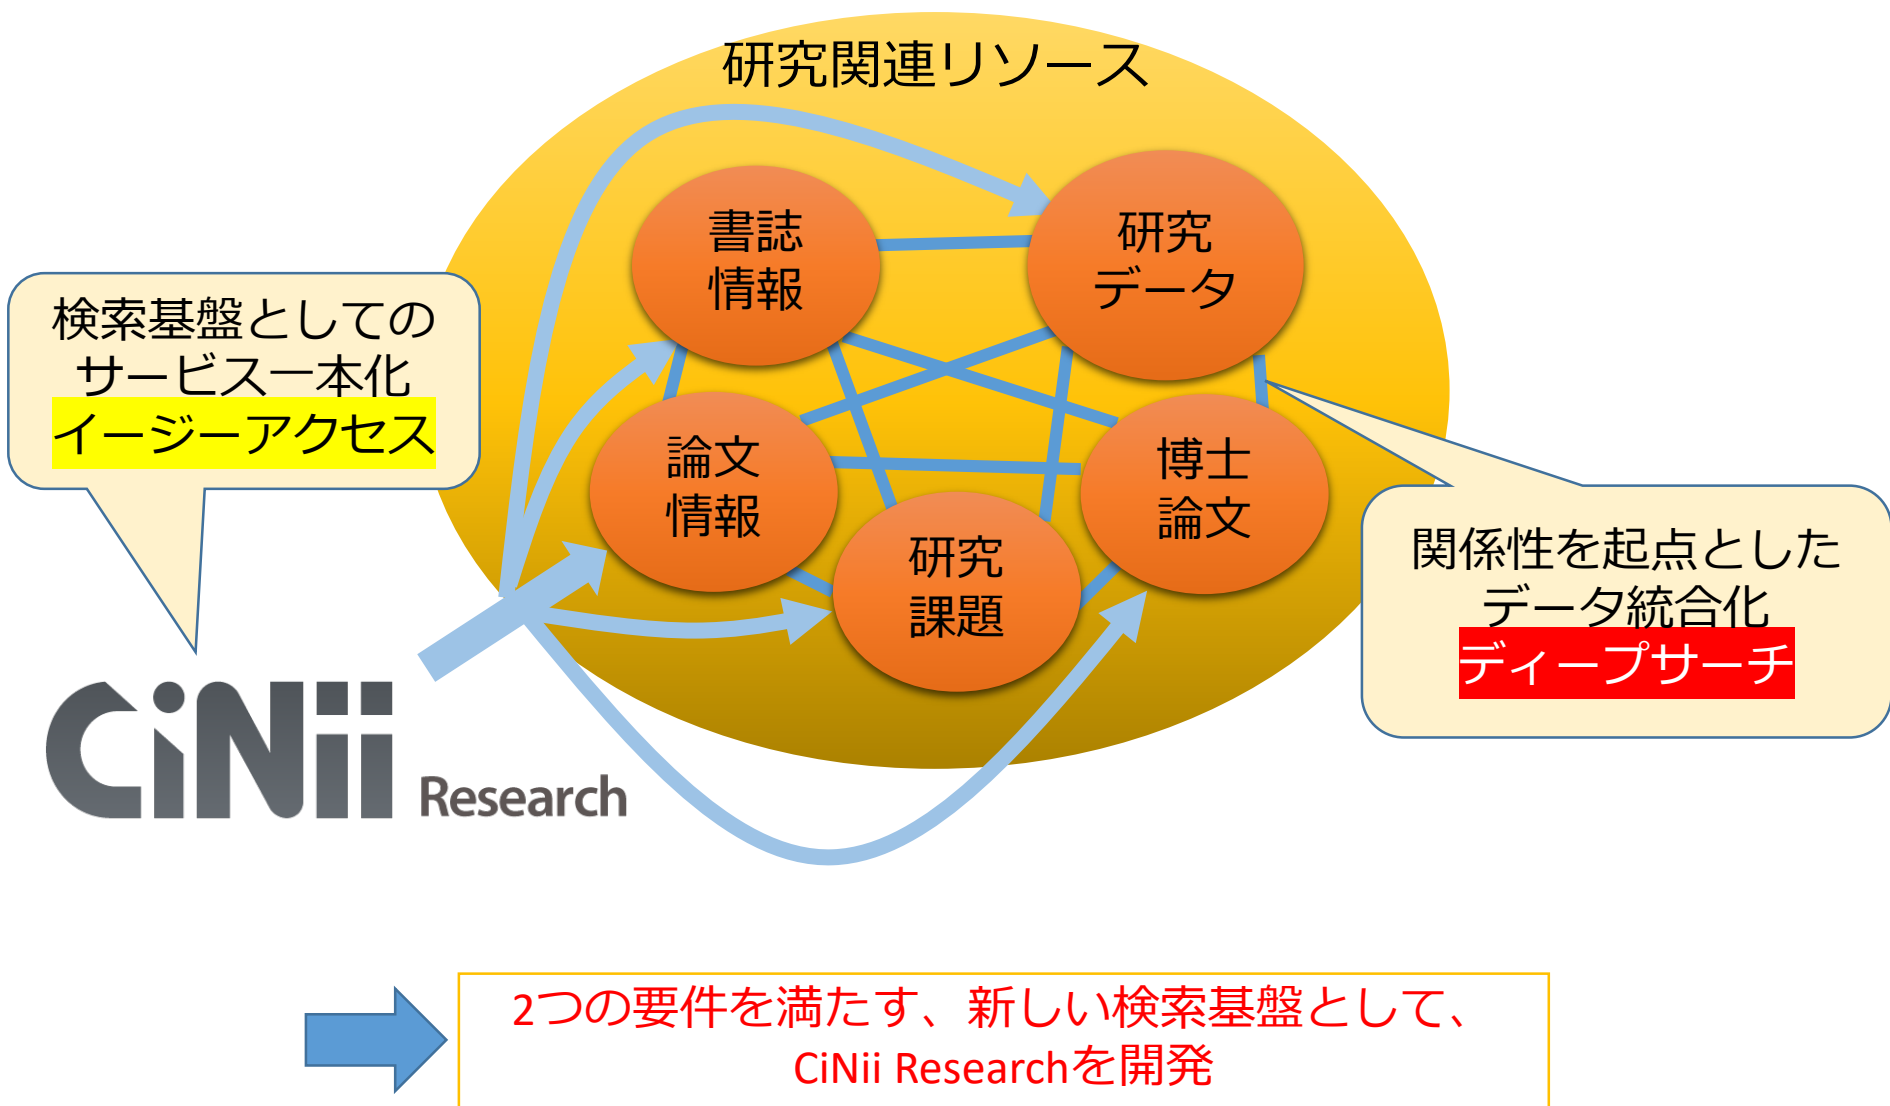 研究関連リソース
書誌
情報
研究
データ
検索基盤としての
サービス一本化
イージーアクセス
論文
情報
博士
論文
研究
課題
関係性を起点とした
データ統合化
ディープサーチ
CiNii Research
2つの要件を満たす、新しい検索基盤として、
CiNii Researchを開発